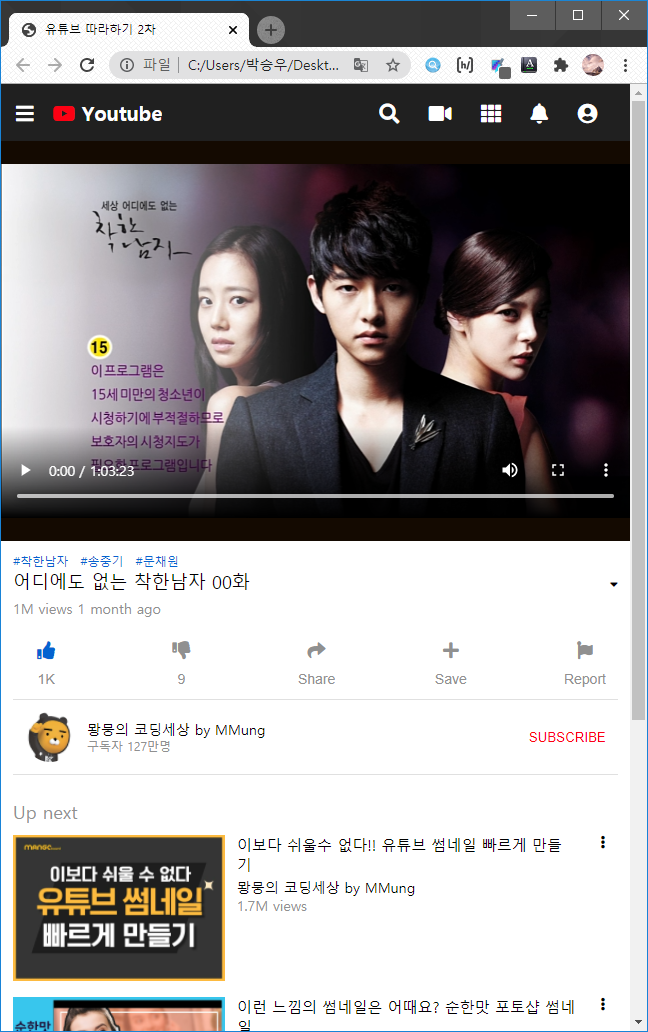 유튜브 따라하기 2차
파일 | C:/Users/박승우/Deskt...
Youtube
세상 어디에도 없는
착한
남자
15
이 프로그램은
15세 미만의 청소년이
시청하기에 부적절하므로
보호자의 시청지도가
필요한 프로그램입니다
0:00 / 1:03:23
#착한남자 #송중기 #문채원
어디에도 없는 착한남자 00화
1M views 1 month ago
1K 9 Share Save Report
뫙뭉의 코딩세상 by MMung
구독자 127만명
SUBSCRIBE
Up next
이보다 쉬울 수 없다
유튜브 썸네일
빠르게 만들기
이보다 쉬울수 없다!! 유튜브 썸네일 빠르게 만들
기
뫙뭉의 코딩세상 by MMung
1.7M views
순한맛
이런 느낌의 썸네일은 어때요? 순한맛 포토샵 썸네
일